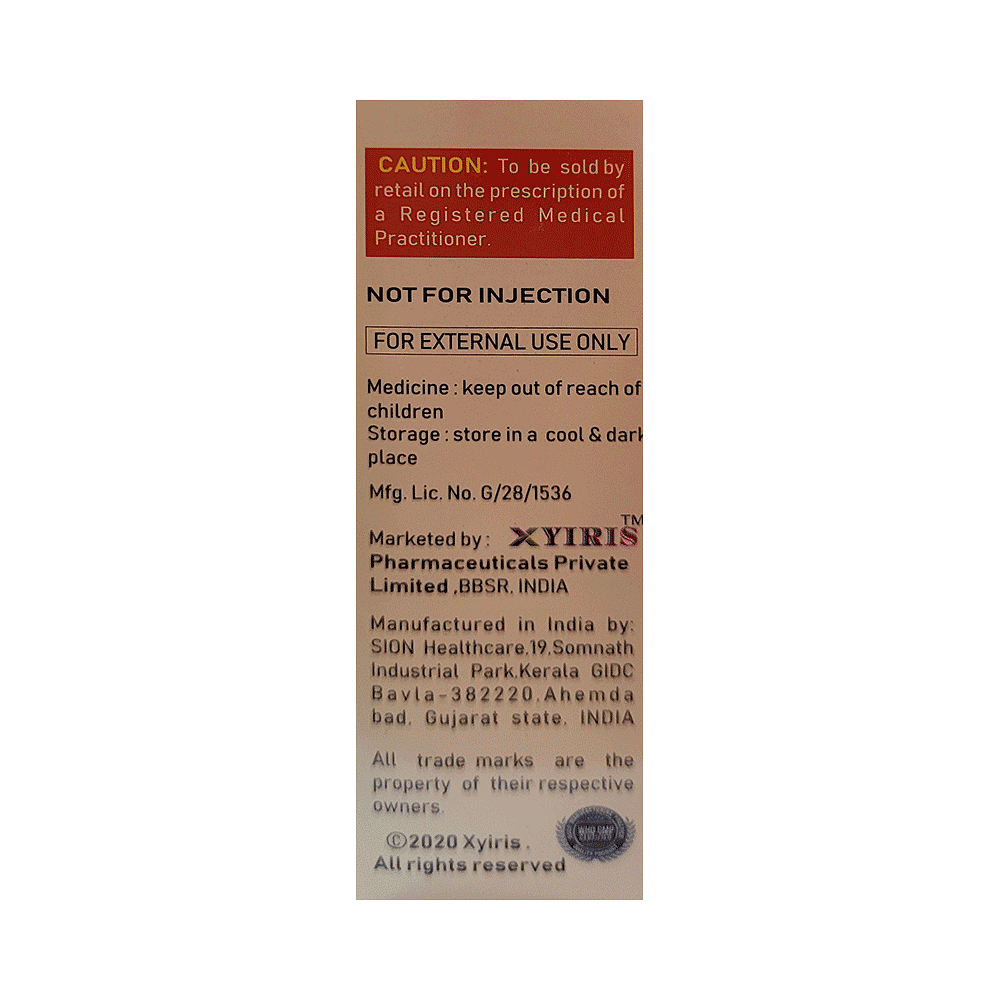 CAUTION: To be sold by
retail on the prescription of
a Registered Medical
Practitioner.
NOT FOR INJECTION
FOR EXTERNAL USE ONLY
Medicine : keep out of reach of
children
Storage : store in a cool & dark
place
Mfg. Lic. No. G/28/1536
Marketed by : XYIRIS™
Pharmaceuticals Private
Limited ,BBSR, INDIA
Manufactured in India by:
SION Healthcare,19,Somnath
Industrial Park,Kerala GIDC
Bavla-382220,Ahemda
bad, Gujarat state, INDIA
All trade marks are the
property of their respective
owners.
WHO GMP
CERTIFIED
©2020 Xyiris .
All rights reserved